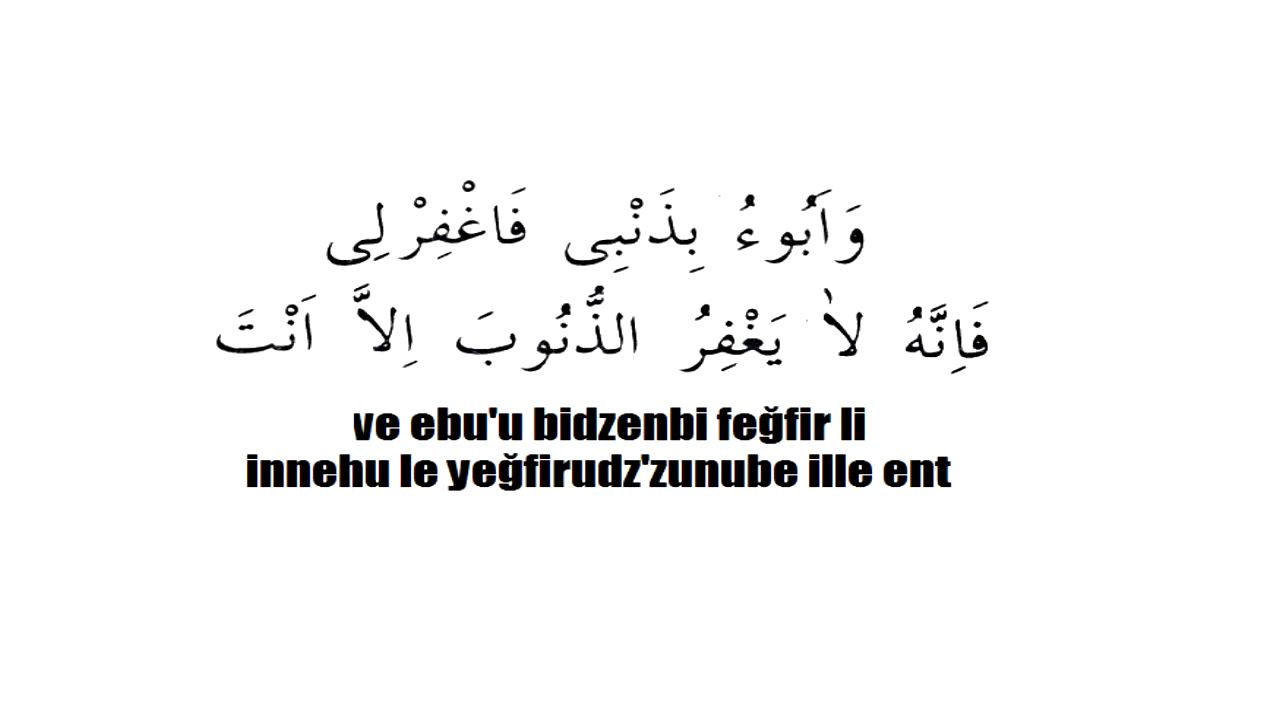 وَاَبُوءُ بِذَنْبِى فَاغْفِرْلِى
فَاِنَّهُ لاٰ يَغْفِرُ الذُّنُوبَ اِلاَّ اَنْتَ
ve ebu'u bidzenbi feğfir li
innehu le yeğfirudz'zunube ille ent